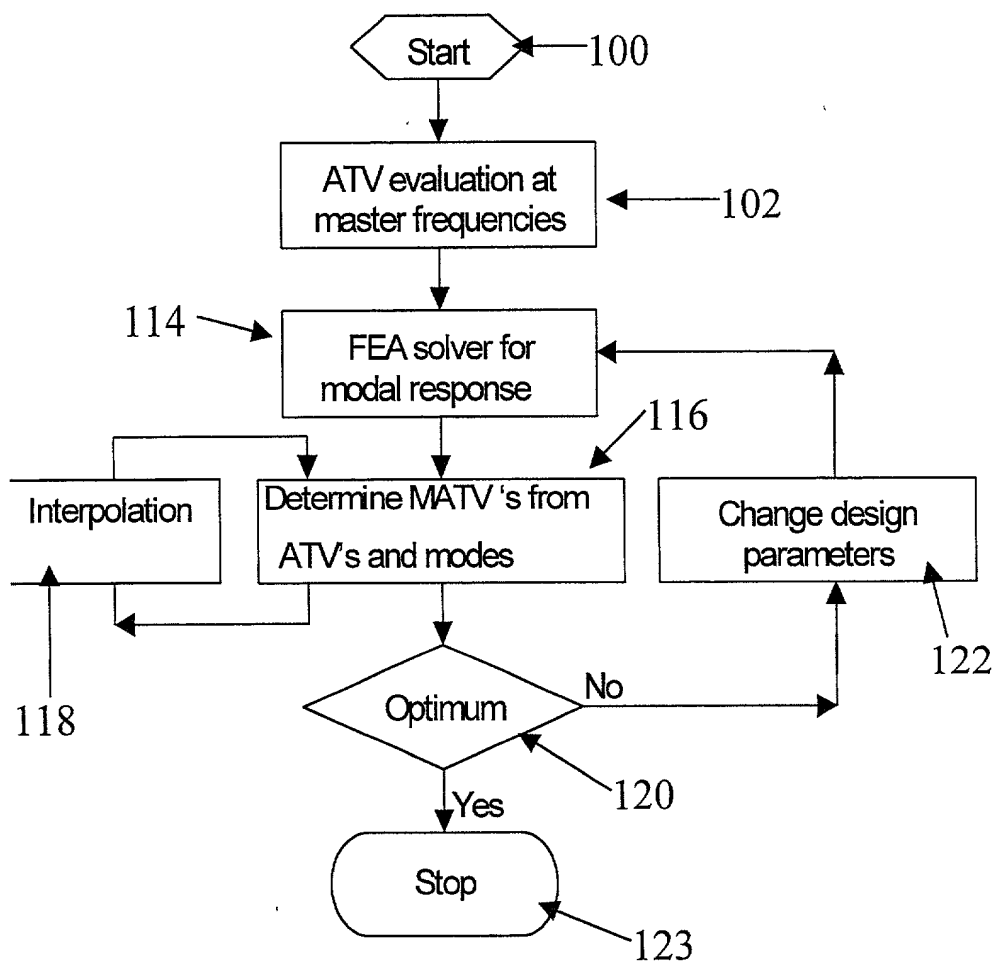 Start
100
ATV evaluation at
master frequencies
102
114
FEA solver for
modal response
116
Interpolation
Determine MATV 's from
ATV's and modes
Change design
parameters
118
122
Optimum
No
120
Yes
Stop
123